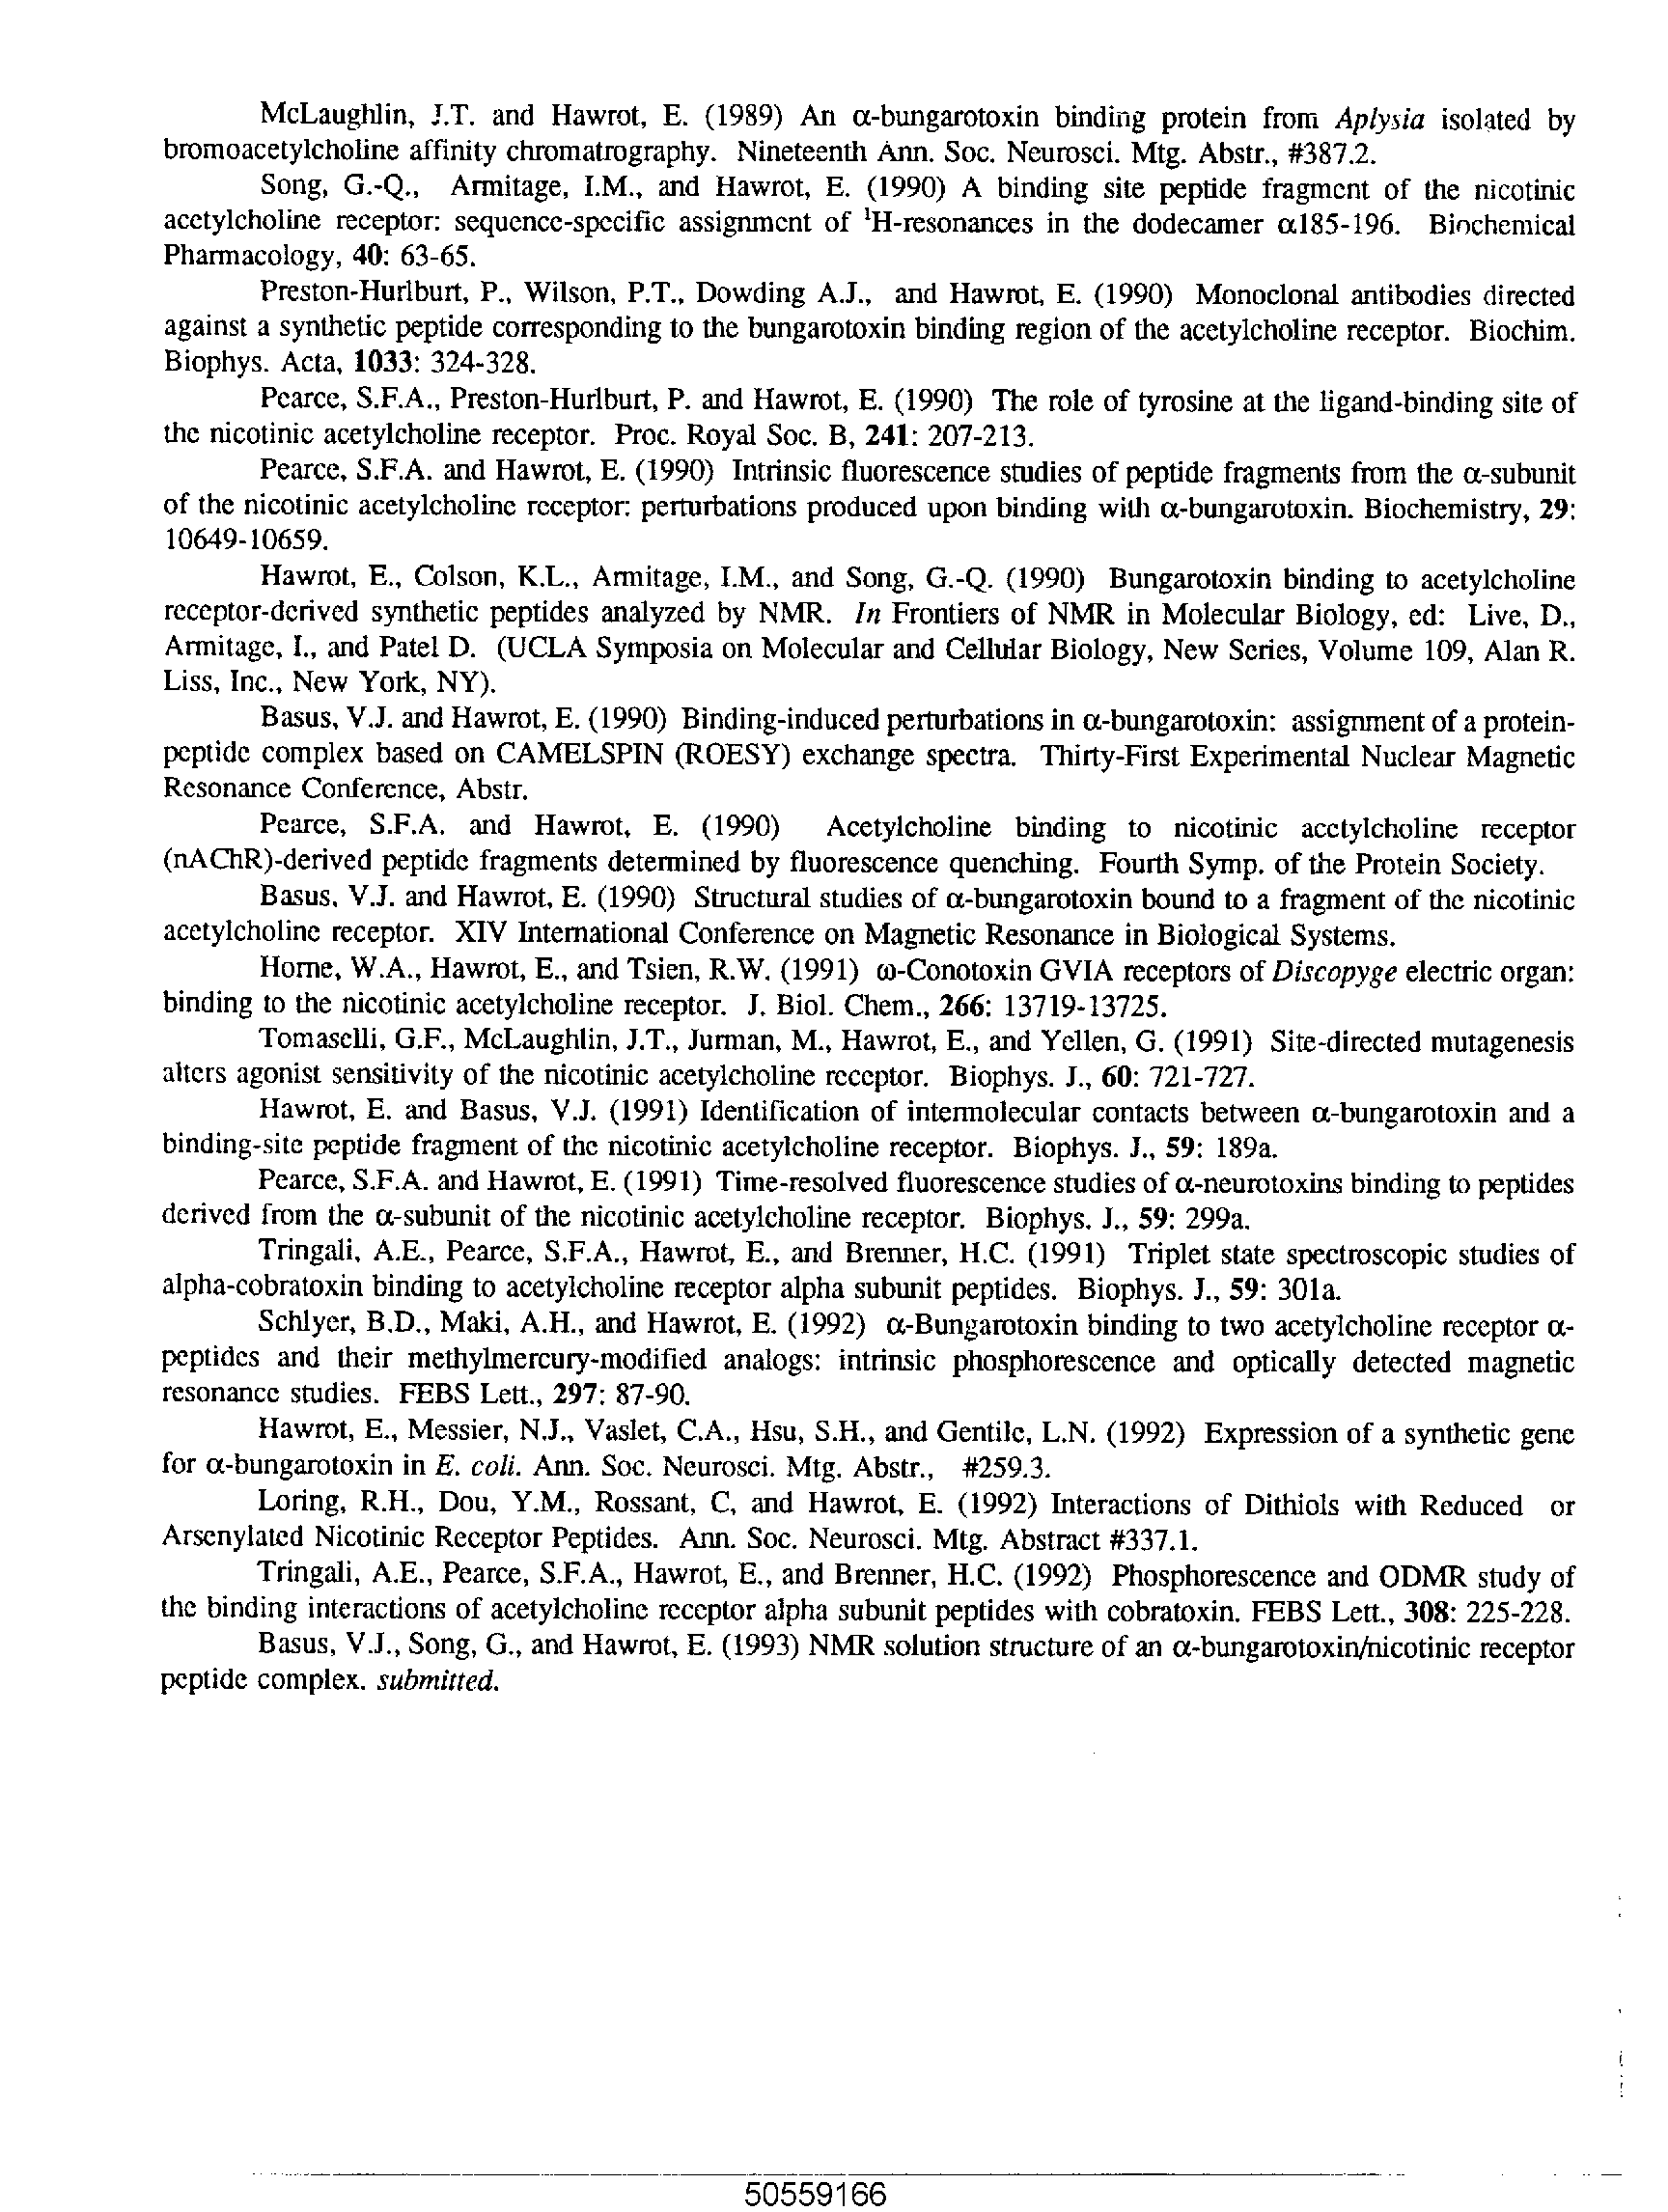 McLaughlin, J.T. and Hawrot, E. (1989) An α-bungarotoxin binding protein from Aplysia isolated by
bromoacetylcholine affinity chromatrography. Nineteenth Ann. Soc. Neurosci. Mtg. Abstr., #387.2.
Song, G.-Q., Armitage, I.M., and Hawrot, E. (1990) A binding site peptide fragment of the nicotinic
acetylcholine receptor: sequence-specific assignment of ¹H-resonances in the dodecamer α185-196. Biochemical
Pharmacology, 40: 63-65.
Preston-Hurlburt, P., Wilson, P.T., Dowding A.J., and Hawrot, E. (1990) Monoclonal antibodies directed
against a synthetic peptide corresponding to the bungarotoxin binding region of the acetylcholine receptor. Biochim.
Biophys. Acta, 1033: 324-328.
Pearce, S.F.A., Preston-Hurlburt, P. and Hawrot, E. (1990) The role of tyrosine at the ligand-binding site of
the nicotinic acetylcholine receptor. Proc. Royal Soc. B, 241: 207-213.
Pearce, S.F.A. and Hawrot, E. (1990) Intrinsic fluorescence studies of peptide fragments from the α-subunit
of the nicotinic acetylcholine receptor: perturbations produced upon binding with α-bungarotoxin. Biochemistry, 29:
10649-10659.
Hawrot, E., Colson, K.L., Armitage, I.M., and Song, G.-Q. (1990) Bungarotoxin binding to acetylcholine
receptor-derived synthetic peptides analyzed by NMR. In Frontiers of NMR in Molecular Biology, ed: Live, D.,
Armitage, I., and Patel D. (UCLA Symposia on Molecular and Cellular Biology, New Series, Volume 109, Alan R.
Liss, Inc., New York, NY).
Basus, V.J. and Hawrot, E. (1990) Binding-induced perturbations in α-bungarotoxin: assignment of a protein-
peptide complex based on CAMELSPIN (ROESY) exchange spectra. Thirty-First Experimental Nuclear Magnetic
Resonance Conference, Abstr.
Pearce, S.F.A. and Hawrot, E. (1990) Acetylcholine binding to nicotinic acetylcholine receptor
(nAChR)-derived peptide fragments determined by fluorescence quenching. Fourth Symp. of the Protein Society.
Basus, V.J. and Hawrot, E. (1990) Structural studies of α-bungarotoxin bound to a fragment of the nicotinic
acetylcholine receptor. XIV International Conference on Magnetic Resonance in Biological Systems.
Horne, W.A., Hawrot, E., and Tsien, R.W. (1991) ω-Conotoxin GVIA receptors of Discopyge electric organ:
binding to the nicotinic acetylcholine receptor. J. Biol. Chem., 266: 13719-13725.
Tomaselli, G.F., McLaughlin, J.T., Jurman, M., Hawrot, E., and Yellen, G. (1991) Site-directed mutagenesis
alters agonist sensitivity of the nicotinic acetylcholine receptor. Biophys. J., 60: 721-727.
Hawrot, E. and Basus, V.J. (1991) Identification of intermolecular contacts between α-bungarotoxin and a
binding-site peptide fragment of the nicotinic acetylcholine receptor. Biophys. J., 59: 189a.
Pearce, S.F.A. and Hawrot, E. (1991) Time-resolved fluorescence studies of α-neurotoxins binding to peptides
derived from the α-subunit of the nicotinic acetylcholine receptor. Biophys. J., 59: 299a.
Tringali, A.E., Pearce, S.F.A., Hawrot, E., and Brenner, H.C. (1991) Triplet state spectroscopic studies of
alpha-cobratoxin binding to acetylcholine receptor alpha subunit peptides. Biophys. J., 59: 301a.
Schlyer, B.D., Maki, A.H., and Hawrot, E. (1992) α-Bungarotoxin binding to two acetylcholine receptor α-
peptides and their methylmercury-modified analogs: intrinsic phosphorescence and optically detected magnetic
resonance studies. FEBS Lett., 297: 87-90.
Hawrot, E., Messier, N.J., Vaslet, C.A., Hsu, S.H., and Gentile, L.N. (1992) Expression of a synthetic gene
for α-bungarotoxin in E. coli. Ann. Soc. Neurosci. Mtg. Abstr., #259.3.
Loring, R.H., Dou, Y.M., Rossant, C, and Hawrot, E. (1992) Interactions of Dithiols with Reduced or
Arsenylated Nicotinic Receptor Peptides. Ann. Soc. Neurosci. Mtg. Abstract #337.1.
Tringali, A.E., Pearce, S.F.A., Hawrot, E., and Brenner, H.C. (1992) Phosphorescence and ODMR study of
the binding interactions of acetylcholine receptor alpha subunit peptides with cobratoxin. FEBS Lett., 308: 225-228.
Basus, V.J., Song, G., and Hawrot, E. (1993) NMR solution structure of an α-bungarotoxin/nicotinic receptor
peptide complex. submitted.
50559166